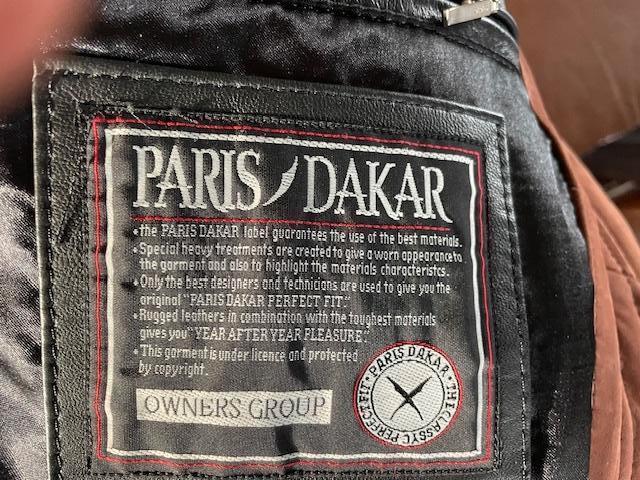 PARIS DAKAR
•the PARIS DAKAR label guarantees the use of the best materials.
•Special heavy treatments are created to give a worn appearance to
the garment and also to highlight the materials characteristcs.
•Only the best designers and technicians are used to give you the
original "PARIS DAKAR PERFECT FIT."
•Rugged leathers in combination with the toughest materials
gives you "YEAR AFTER YEAR PLEASURE."
•This garment is under licence and protected
by copyright.
OWNERS GROUP
•PARIS DAKAR•THE CLASSYC PERFECT FIT